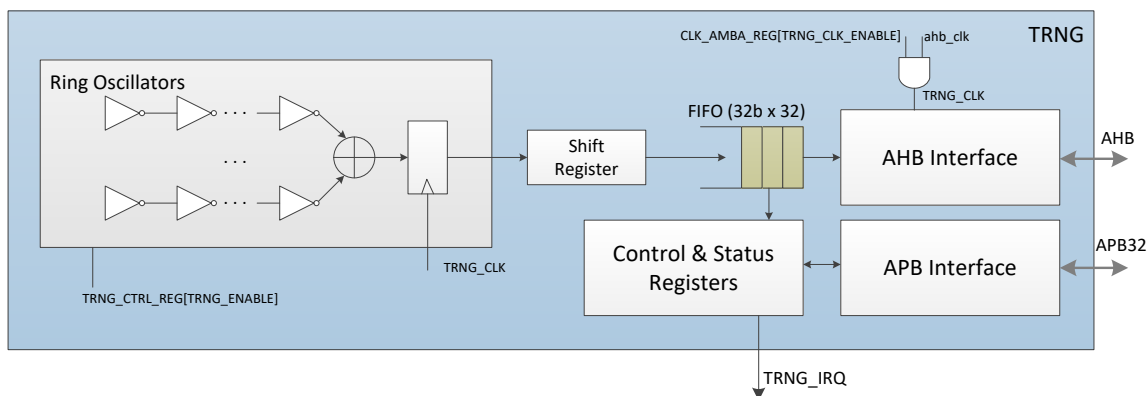 CLK_AMBA_REG[TRNG_CLK_ENABLE]
ahb_clk
TRNG
Ring Oscillators
TRNG_CLK
FIFO (32b x 32)
. . .
. . .
. . .
Shift
Register
AHB Interface
AHB
Control & Status
Registers
APB Interface
APB32
TRNG_CLK
TRNG_CTRL_REG[TRNG_ENABLE]
TRNG_IRQ